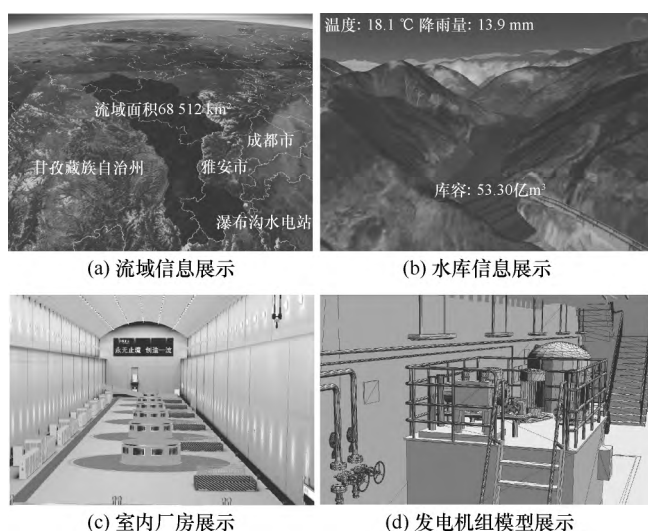 温度: 18.1 ℃ 降雨量: 13.9 mm
流域面积68 512 km²
成都市
甘孜藏族自治州
雅安市
瀑布沟水电站
库容: 53.30亿m³
(a) 流域信息展示
(b) 水库信息展示
(c) 室内厂房展示
(d) 发电机组模型展示